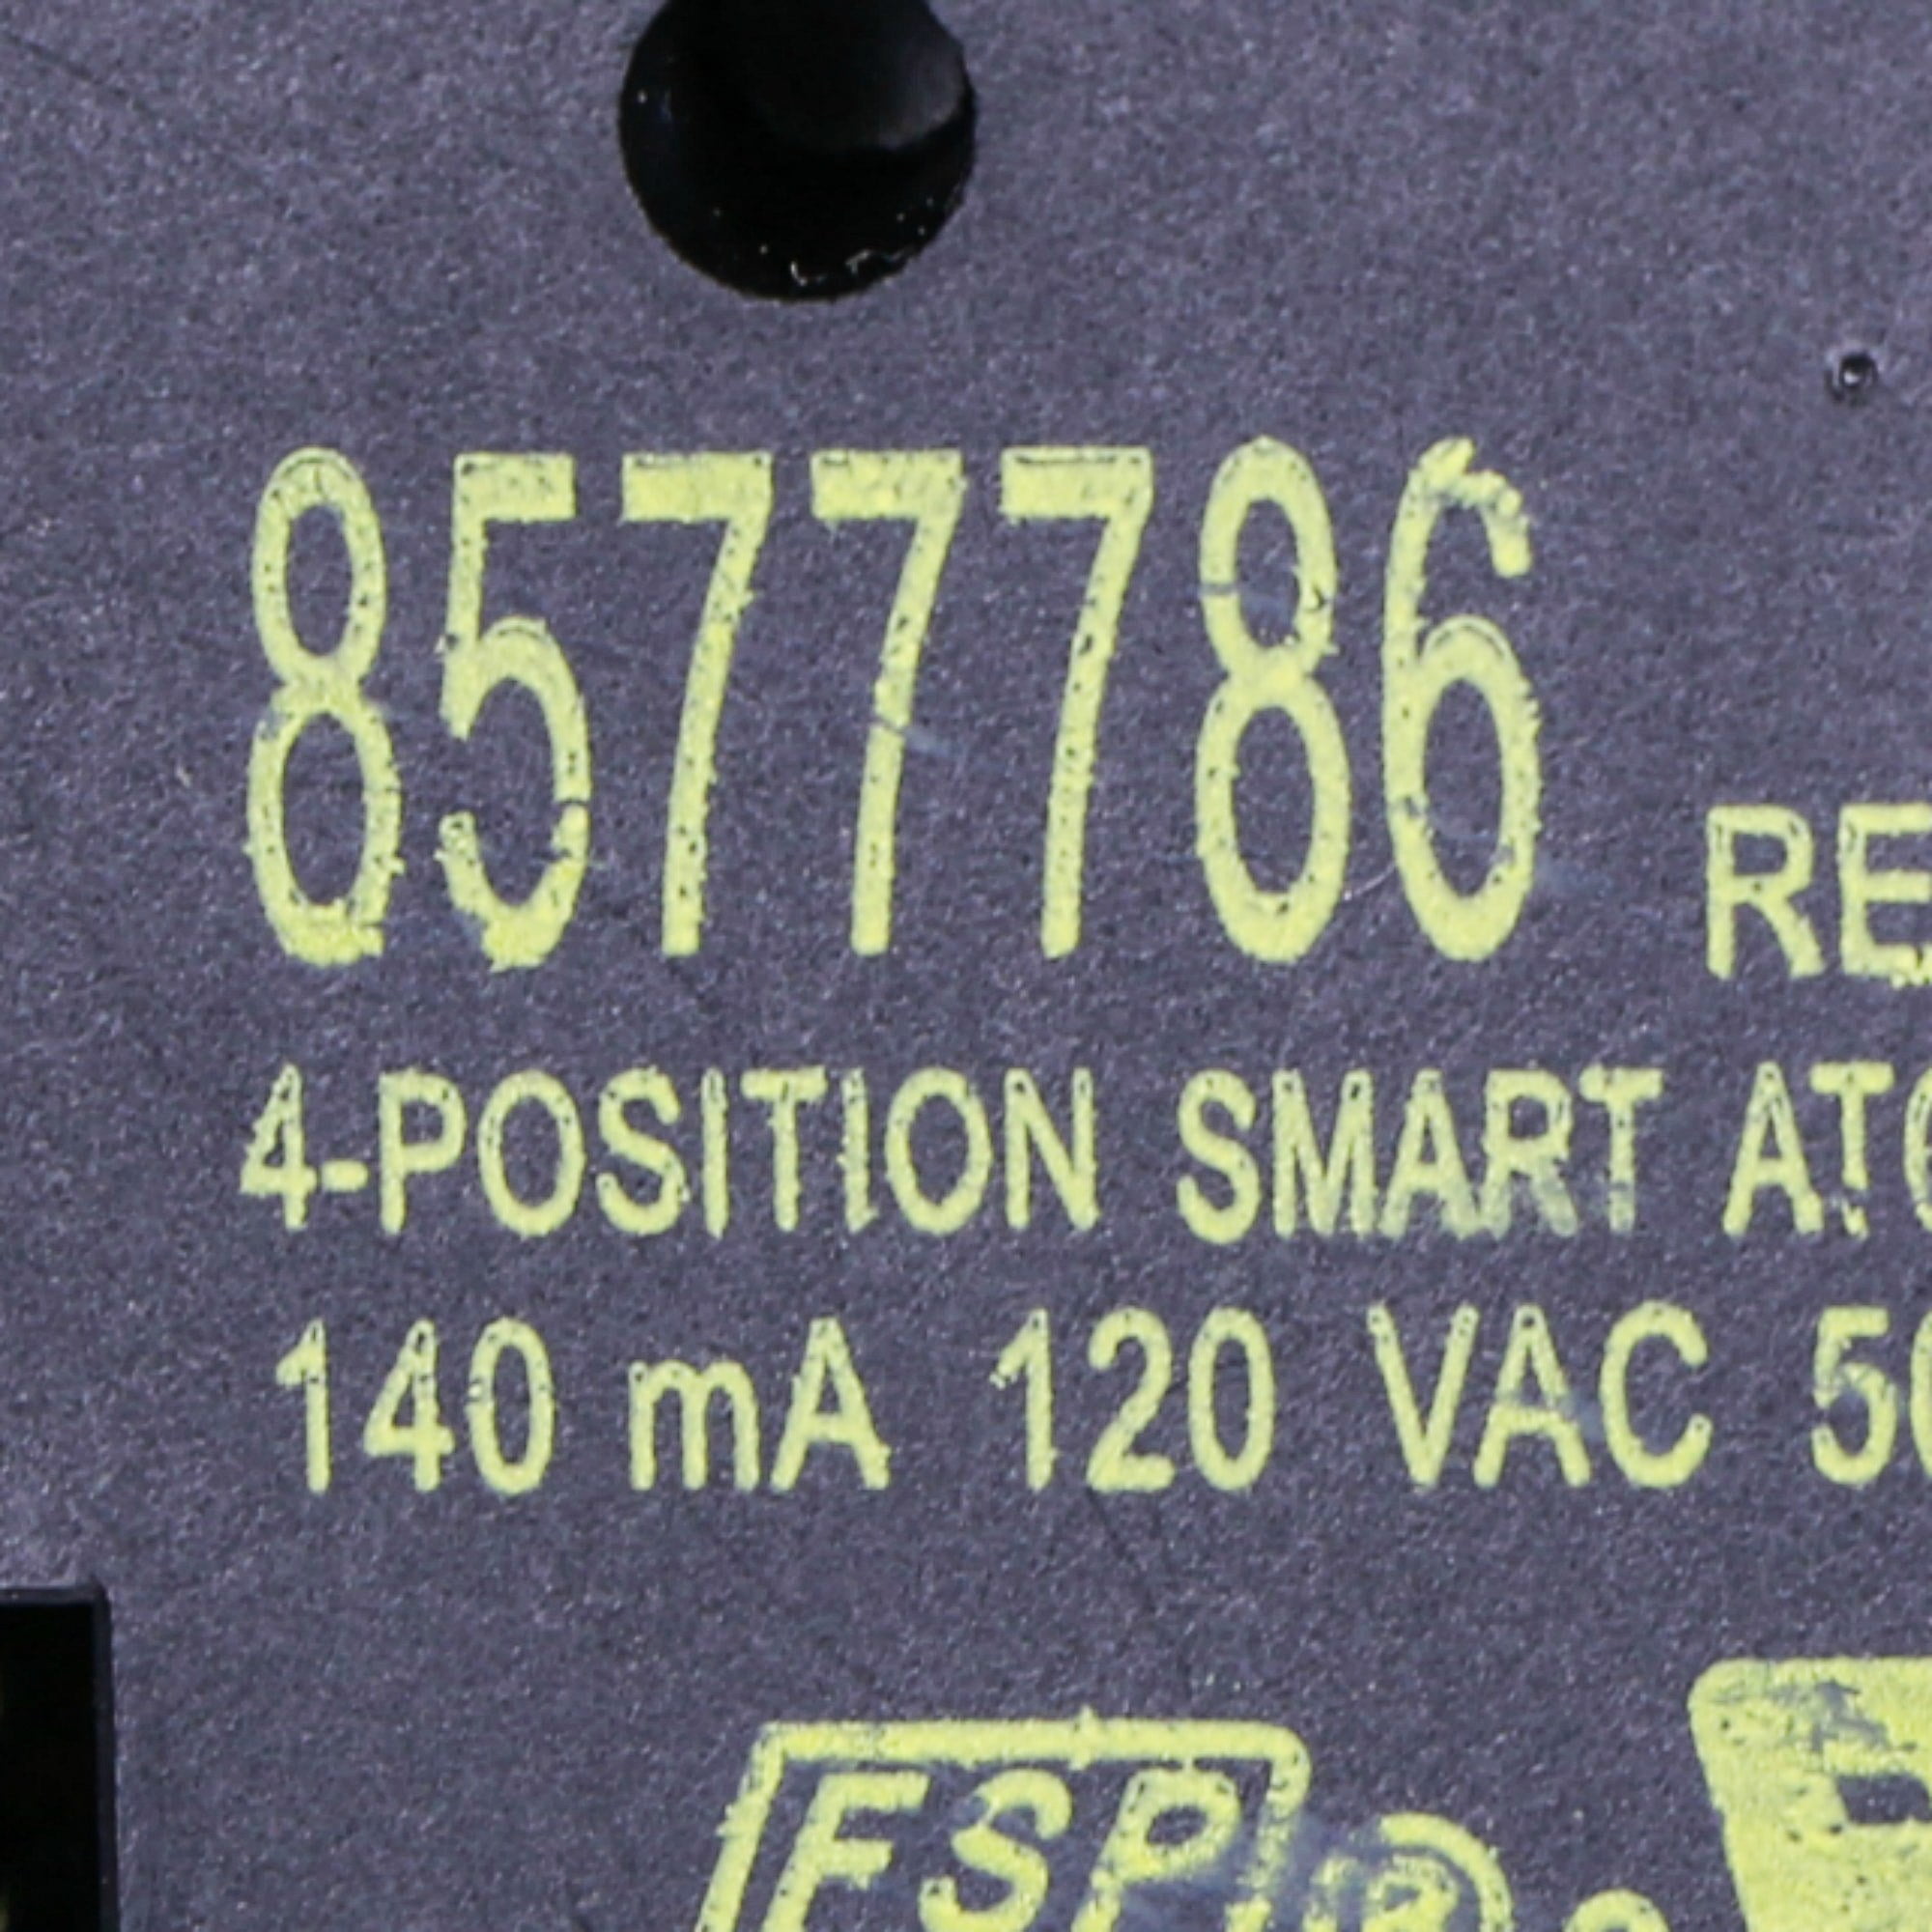 8577786 RE
4-POSITION SMART AT
140 mA 120 VAC 5
FSP ®